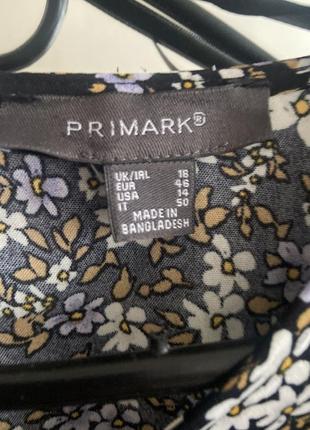 PRIMARK®
UK/IRL 16
EUR 46
USA 14
IT 50
MADE IN
BANGLADESH